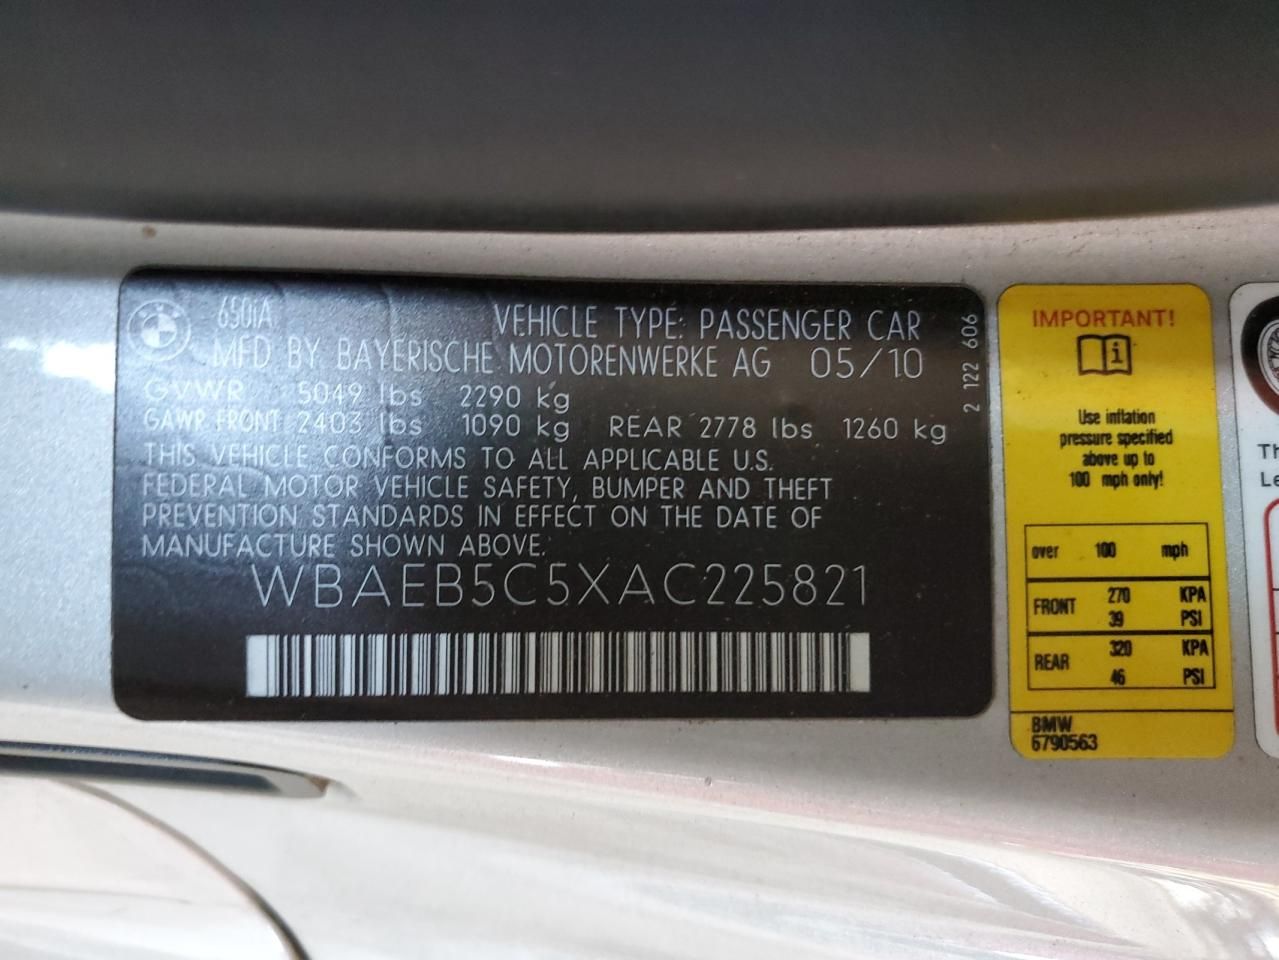 650iA
VEHICLE TYPE: PASSENGER CAR
MFD BY BAYERISCHE MOTORENWERKE AG 05/10
GVWR 5049 lbs 2290 kg
GAWR FRONT 2403 lbs 1090 kg REAR 2778 lbs 1260 kg
THIS VEHICLE CONFORMS TO ALL APPLICABLE U.S.
FEDERAL MOTOR VEHICLE SAFETY, BUMPER AND THEFT
PREVENTION STANDARDS IN EFFECT ON THE DATE OF
MANUFACTURE SHOWN ABOVE.
WBAEB5C5XAC225821
2 122 606
IMPORTANT!
Use inflation
pressure specified
above up to
100 mph only!
over 100 mph
FRONT 270 KPA
39 PSI
REAR 320 KPA
46 PSI
BMW
6790563
Th
Le